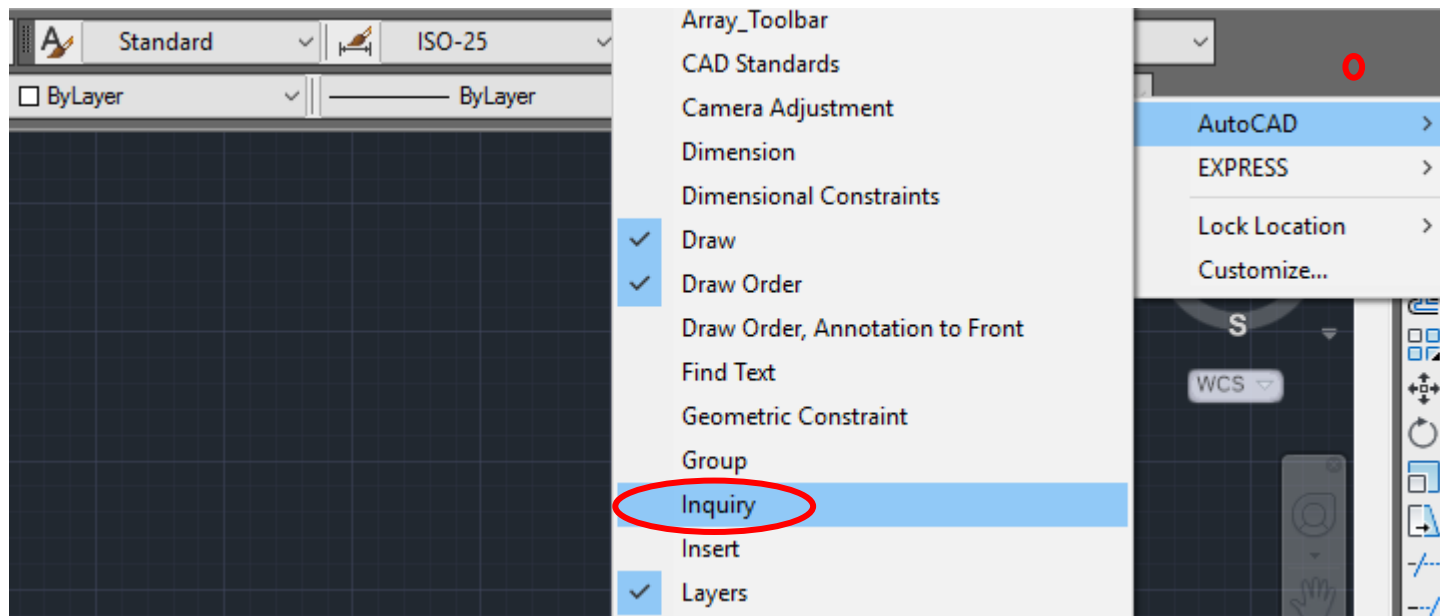 Standard
ISO-25
ByLayer
ByLayer
Array_Toolbar
CAD Standards
Camera Adjustment
Dimension
Dimensional Constraints
Draw
Draw Order
Draw Order, Annotation to Front
Find Text
Geometric Constraint
Group
Inquiry
Insert
Layers
AutoCAD
EXPRESS
Lock Location
Customize...
S
WCS